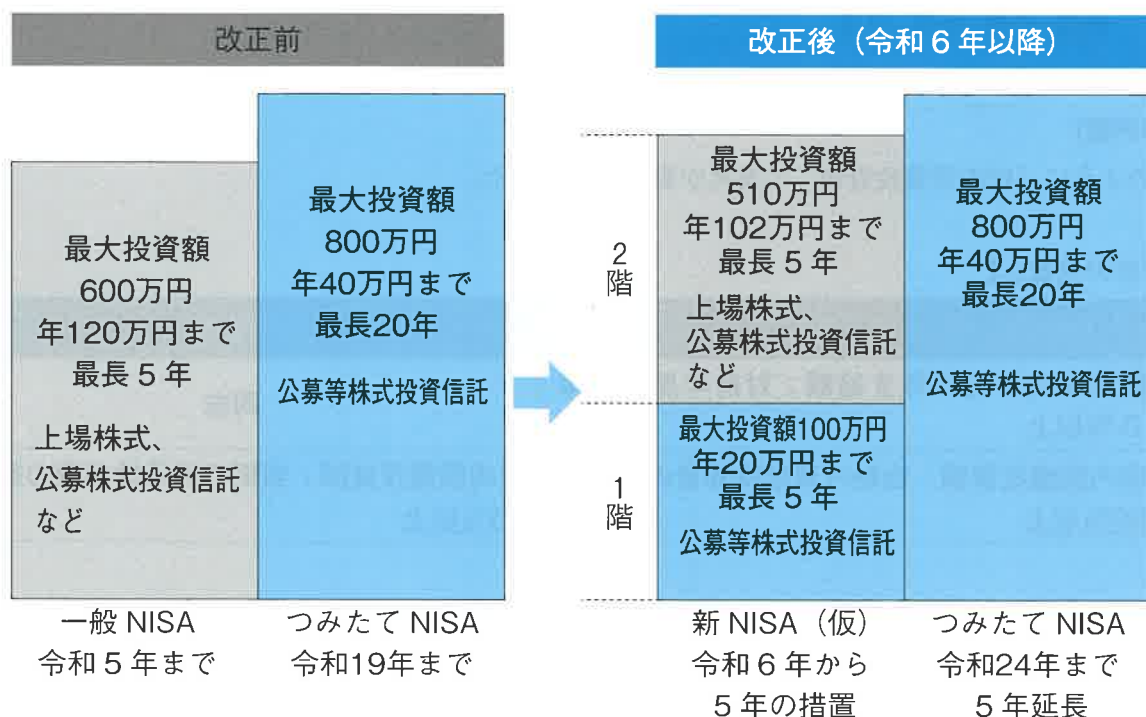 改正前
最大投資額
600万円
年120万円まで
最長5年
上場株式、
公募株式投資信託
など
最大投資額
800万円
年40万円まで
最長20年
公募等株式投資信託
一般 NISA
令和5年まで
つみたて NISA
令和19年まで
改正後（令和6年以降）
2階
最大投資額
510万円
年102万円まで
最長5年
上場株式、
公募株式投資信託
など
1階
最大投資額100万円
年20万円まで
最長5年
公募等株式投資信託
最大投資額
800万円
年40万円まで
最長20年
公募等株式投資信託
新 NISA（仮）
令和6年から
5年の措置
つみたて NISA
令和24年まで
5年延長